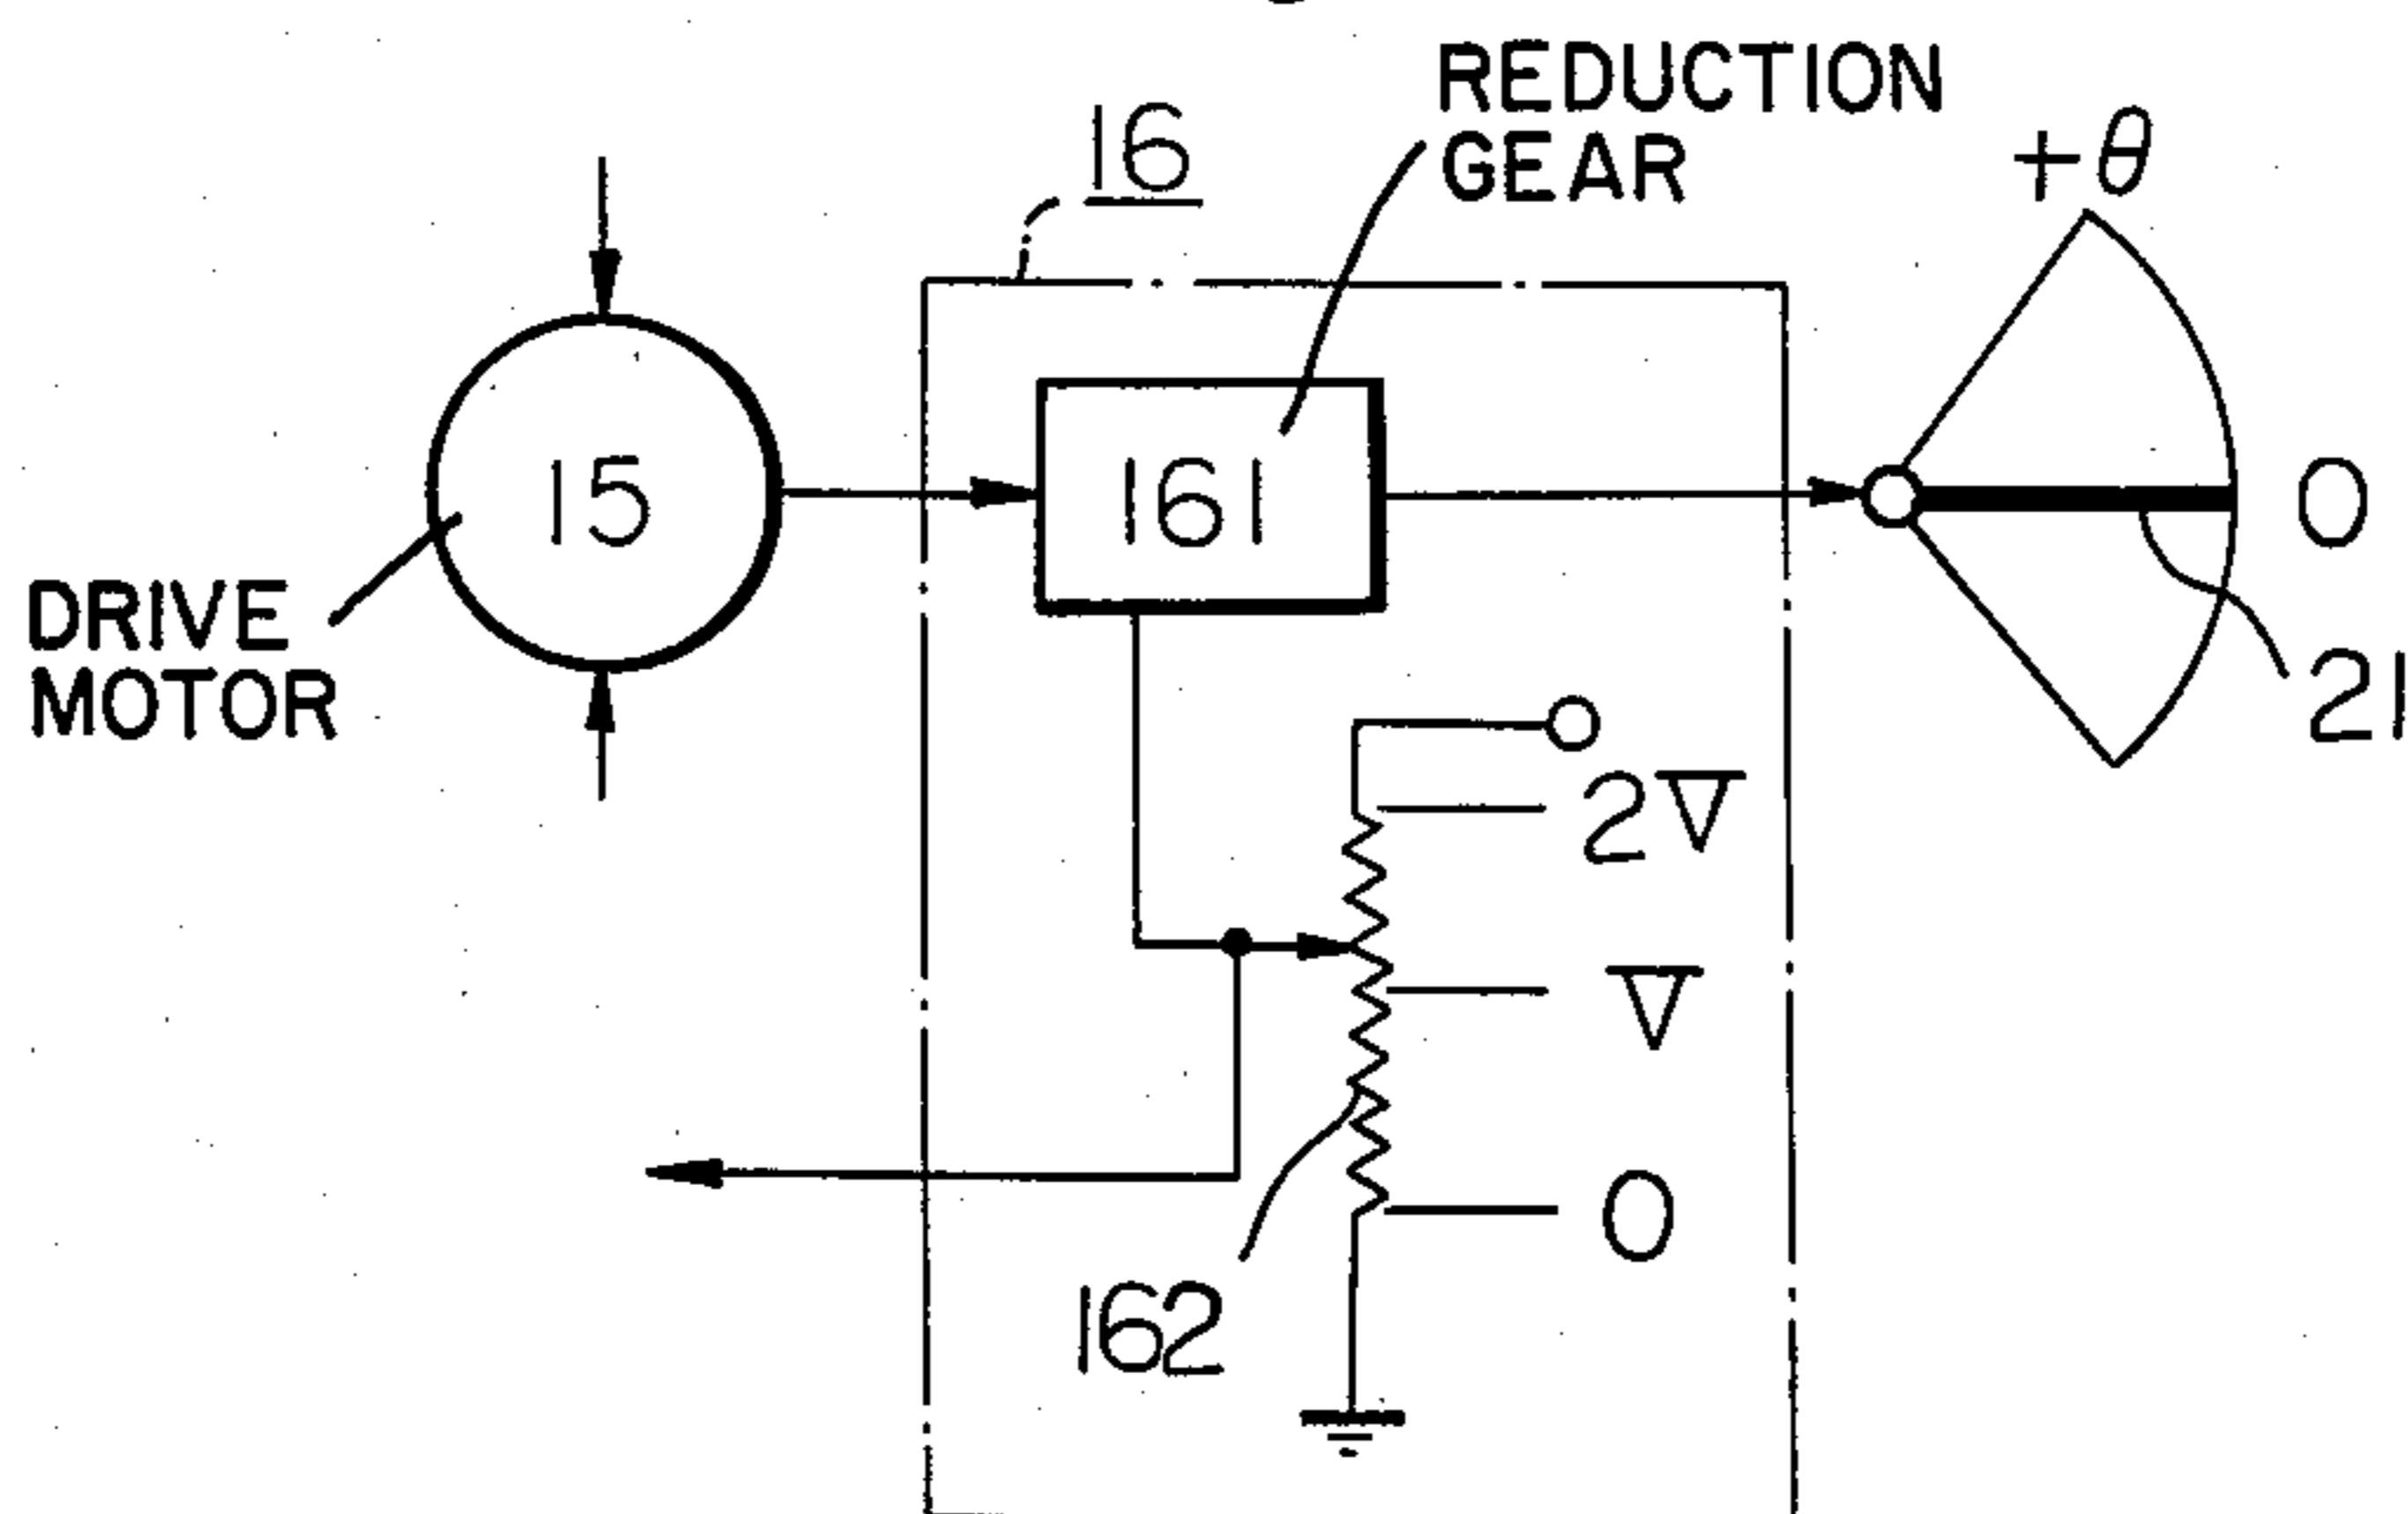 REDUCTION
GEAR
16
+θ
15
161
0
DRIVE
MOTOR
21
2V
V
0
162